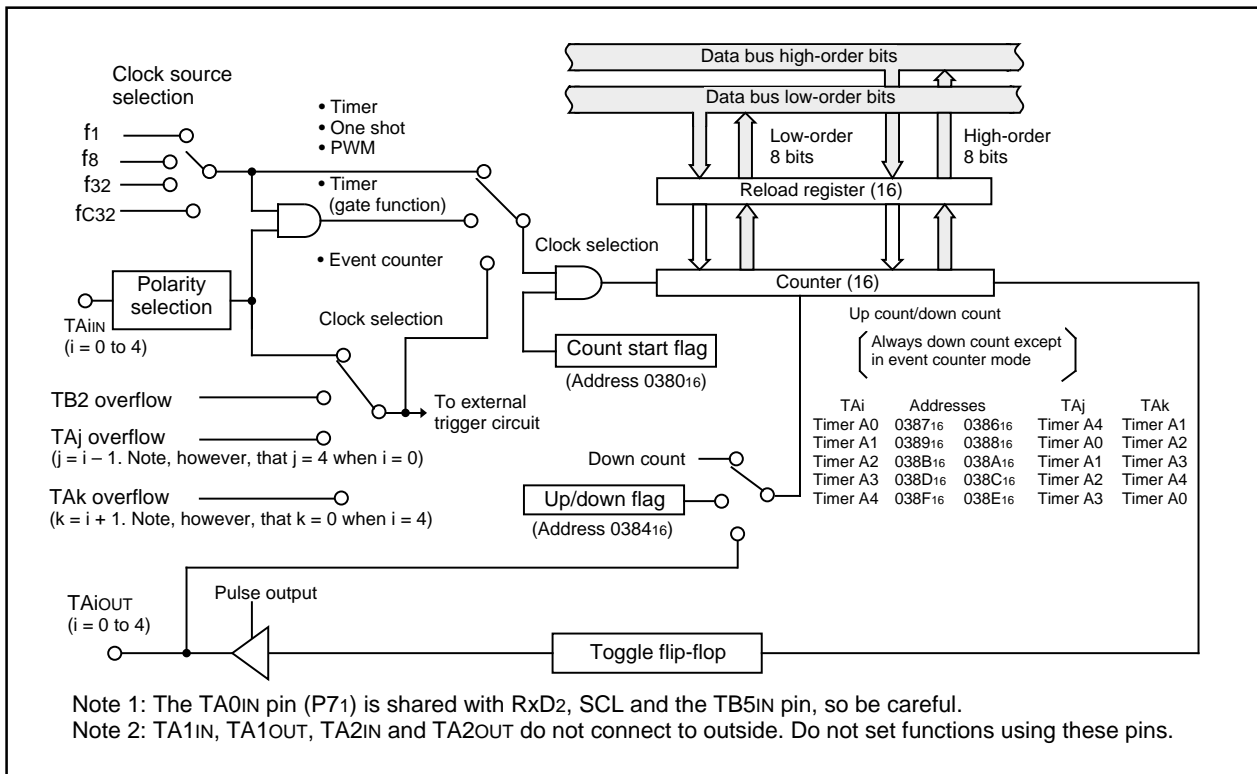 Data bus high-order bits
Data bus low-order bits
Clock source
selection
f1
f8
f32
fC32
• Timer
• One shot
• PWM
• Timer
(gate function)
• Event counter
Low-order
8 bits
High-order
8 bits
Reload register (16)
Clock selection
Counter (16)
Polarity
selection
TAiIN
(i = 0 to 4)
Clock selection
Count start flag
(Address 038016)
Up count/down count
Always down count except
in event counter mode
TB2 overflow
To external
trigger circuit
TAj overflow
(j = i – 1. Note, however, that j = 4 when i = 0)
TAk overflow
(k = i + 1. Note, however, that k = 0 when i = 4)
Down count
Up/down flag
(Address 038416)
TAi Addresses TAj TAk
Timer A0 038716 038616 Timer A4 Timer A1
Timer A1 038916 038816 Timer A0 Timer A2
Timer A2 038B16 038A16 Timer A1 Timer A3
Timer A3 038D16 038C16 Timer A2 Timer A4
Timer A4 038F16 038E16 Timer A3 Timer A0
TAiOUT
(i = 0 to 4)
Pulse output
Toggle flip-flop
Note 1: The TA0IN pin (P71) is shared with RxD2, SCL and the TB5IN pin, so be careful.
Note 2: TA1IN, TA1OUT, TA2IN and TA2OUT do not connect to outside. Do not set functions using these pins.